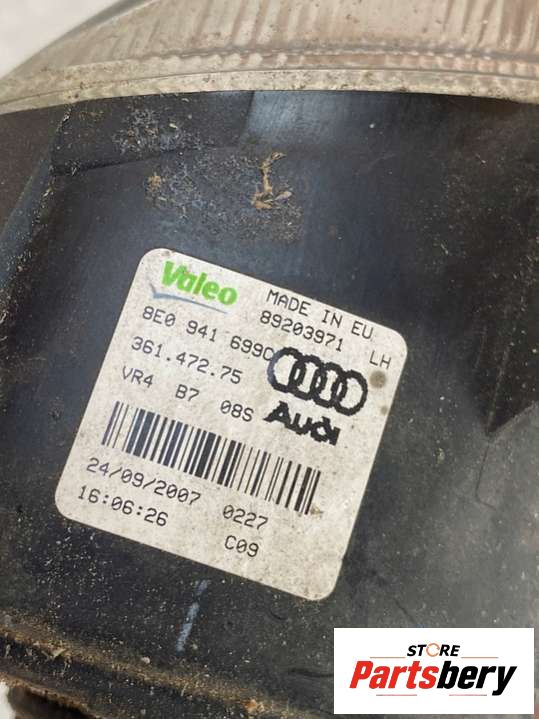 Valeo MADE IN EU
89203971 LH
8E0 941 699C
361.472.75
VR4 B7 08S Audi
24/09/2007 0227
16:06:26 C09
STORE
Partsbery